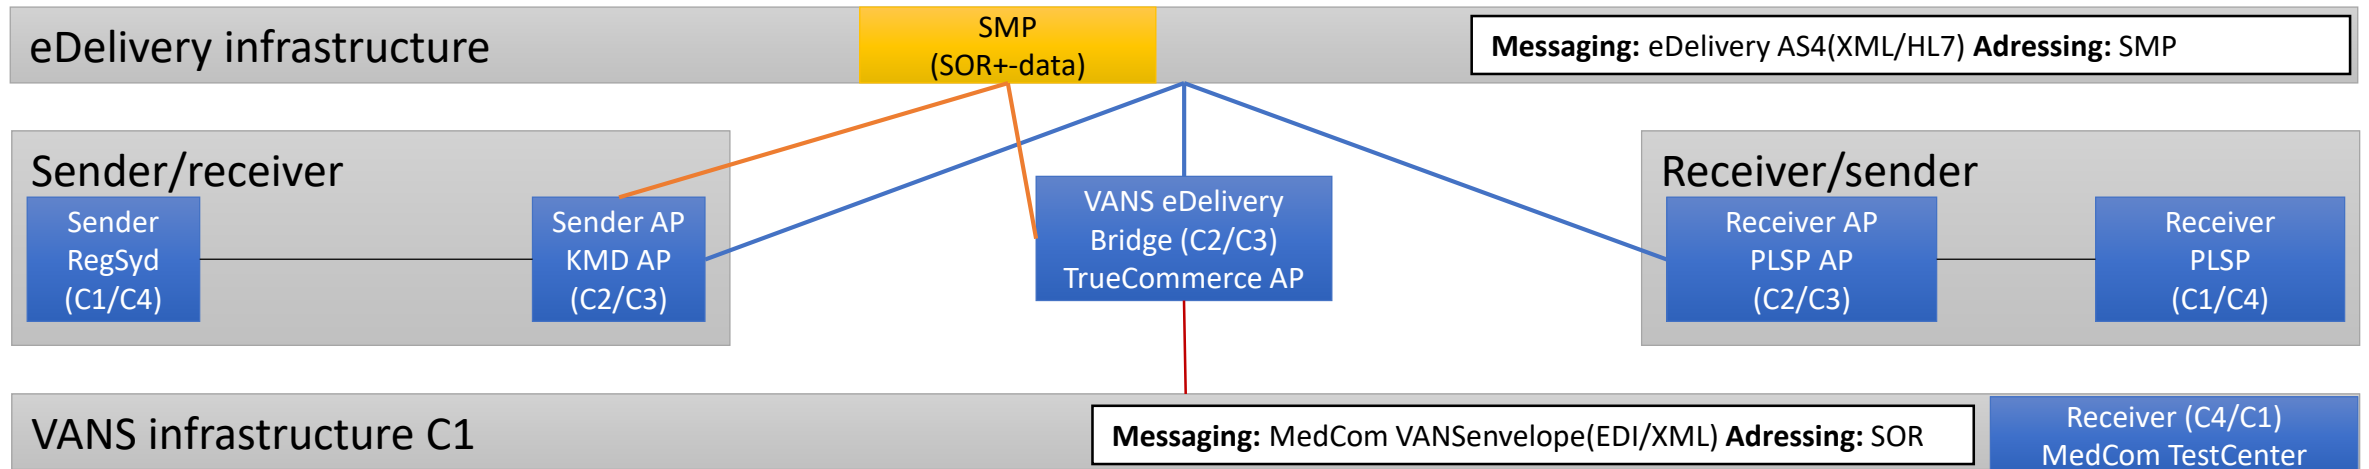 eDelivery infrastructure
SMP
(SOR+-data)
Messaging: eDelivery AS4(XML/HL7) Adressing: SMP
Sender/receiver
Sender
RegSyd
(C1/C4)
Sender AP
KMD AP
(C2/C3)
VANS eDelivery
Bridge (C2/C3)
TrueCommerce AP
Receiver/sender
Receiver AP
PLSP AP
(C2/C3)
Receiver
PLSP
(C1/C4)
VANS infrastructure C1
Messaging: MedCom VANSenvelope(EDI/XML) Adressing: SOR
Receiver (C4/C1)
MedCom TestCenter